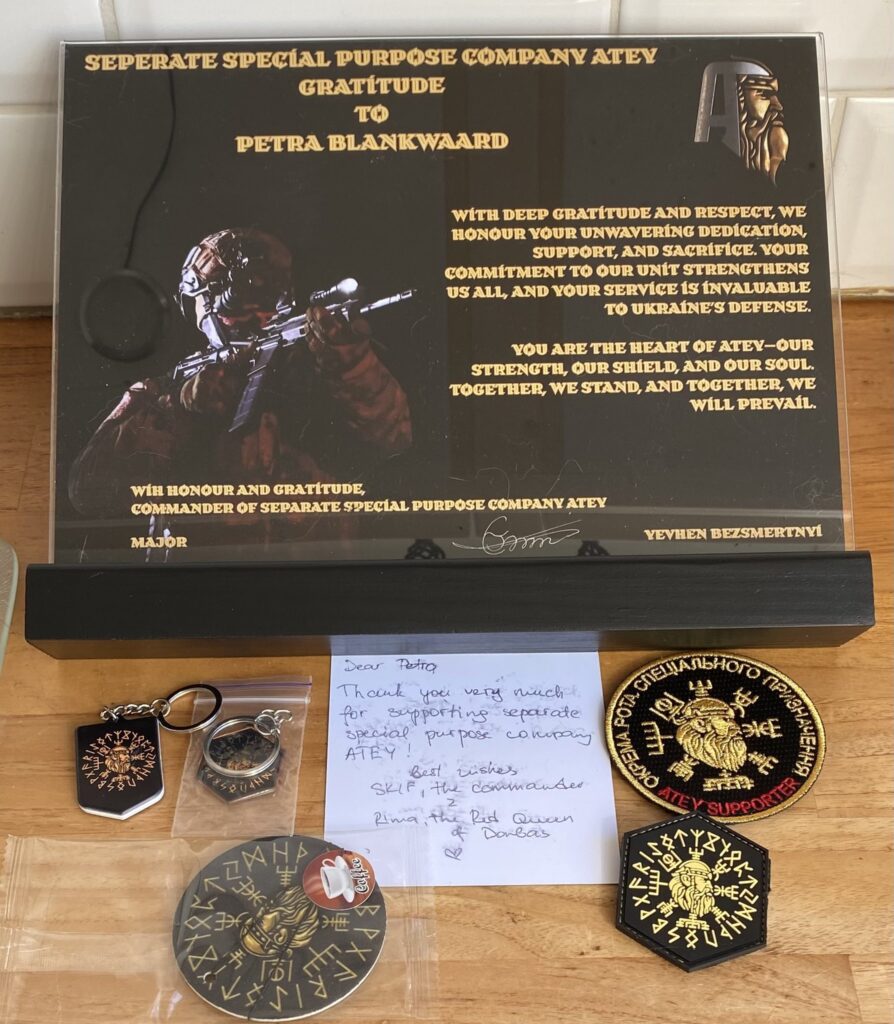 SEPERATE SPECIAL PURPOSE COMPANY ATEY
GRATITUDE
TO
PETRA BLANKWAARD
WITH DEEP GRATITUDE AND RESPECT, WE
HONOUR YOUR UNWAVERING DEDICATION,
SUPPORT, AND SACRIFICE. YOUR
COMMITMENT TO OUR UNIT STRENGTHENS
US ALL, AND YOUR SERVICE IS INVALUABLE
TO UKRAINE'S DEFENSE.
YOU ARE THE HEART OF ATEY—OUR
STRENGTH, OUR SHIELD, AND OUR SOUL.
TOGETHER, WE STAND, AND TOGETHER, WE
WILL PREVAIL.
WIH HONOUR AND GRATITUDE,
COMMANDER OF SEPARATE SPECIAL PURPOSE COMPANY ATEY
MAJOR
YEVHEN BEZSMERTNYI
Dear Petra
Thank you very much
for supporting separate
special purpose company
ATEY!
Best wishes
SKIF, the commander
&
Rima, the Red Queen
of Donbas
ОКРЕМА РОТА СПЕЦІАЛЬНОГО ПРИЗНАЧЕННЯ
ATEY SUPPORTER
Coffee